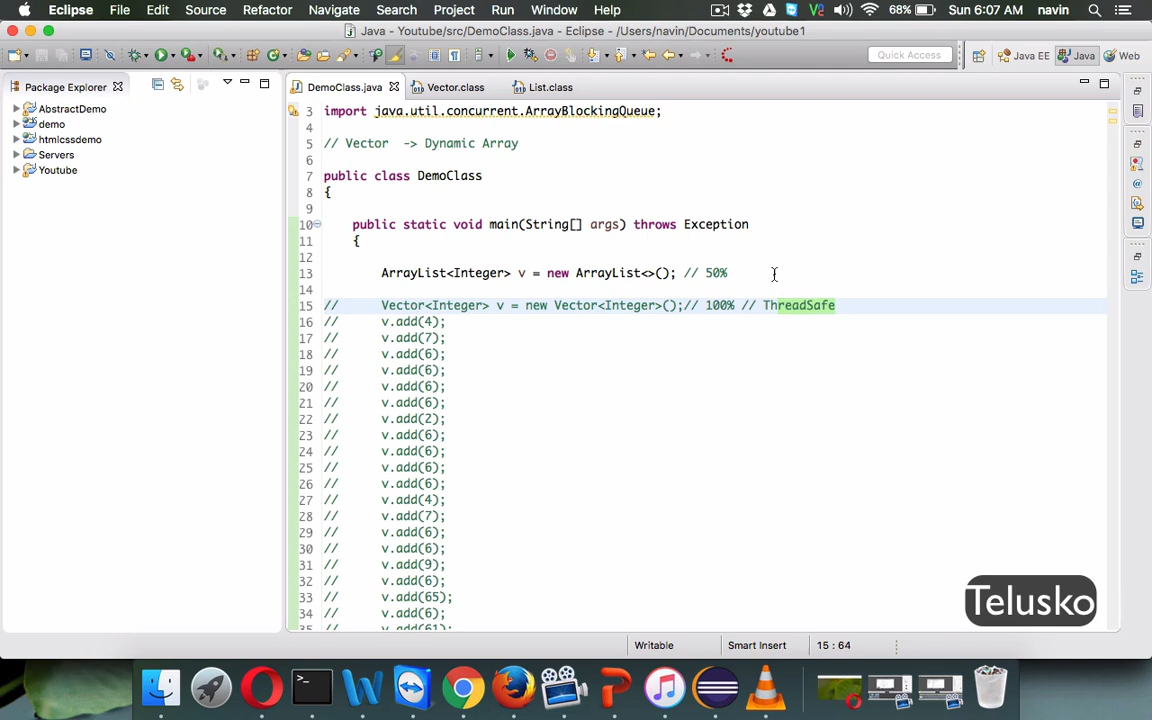 Eclipse File Edit Source Refactor Navigate Search Project Run Window Help 68% Sun 6:07 AM navin
Java - Youtube/src/DemoClass.java - Eclipse - /Users/navin/Documents/youtube1
Quick Access Java EE Java Web
Package Explorer
AbstractDemo
demo
htmlcssdemo
Servers
Youtube
DemoClass.java Vector.class List.class
3 import java.util.concurrent.ArrayBlockingQueue;
4
5 // Vector -> Dynamic Array
6
7 public class DemoClass
8 {
9
10 public static void main(String[] args) throws Exception
11 {
12
13 ArrayList<Integer> v = new ArrayList<>(); // 50%
14
15 // Vector<Integer> v = new Vector<Integer>();// 100% // ThreadSafe
16 // v.add(4);
17 // v.add(7);
18 // v.add(6);
19 // v.add(6);
20 // v.add(6);
21 // v.add(6);
22 // v.add(2);
23 // v.add(6);
24 // v.add(6);
25 // v.add(6);
26 // v.add(6);
27 // v.add(4);
28 // v.add(7);
29 // v.add(6);
30 // v.add(6);
31 // v.add(9);
32 // v.add(6);
33 // v.add(65);
34 // v.add(6);
35 // v.add(61);
Telusko
Writable Smart Insert 15 : 64